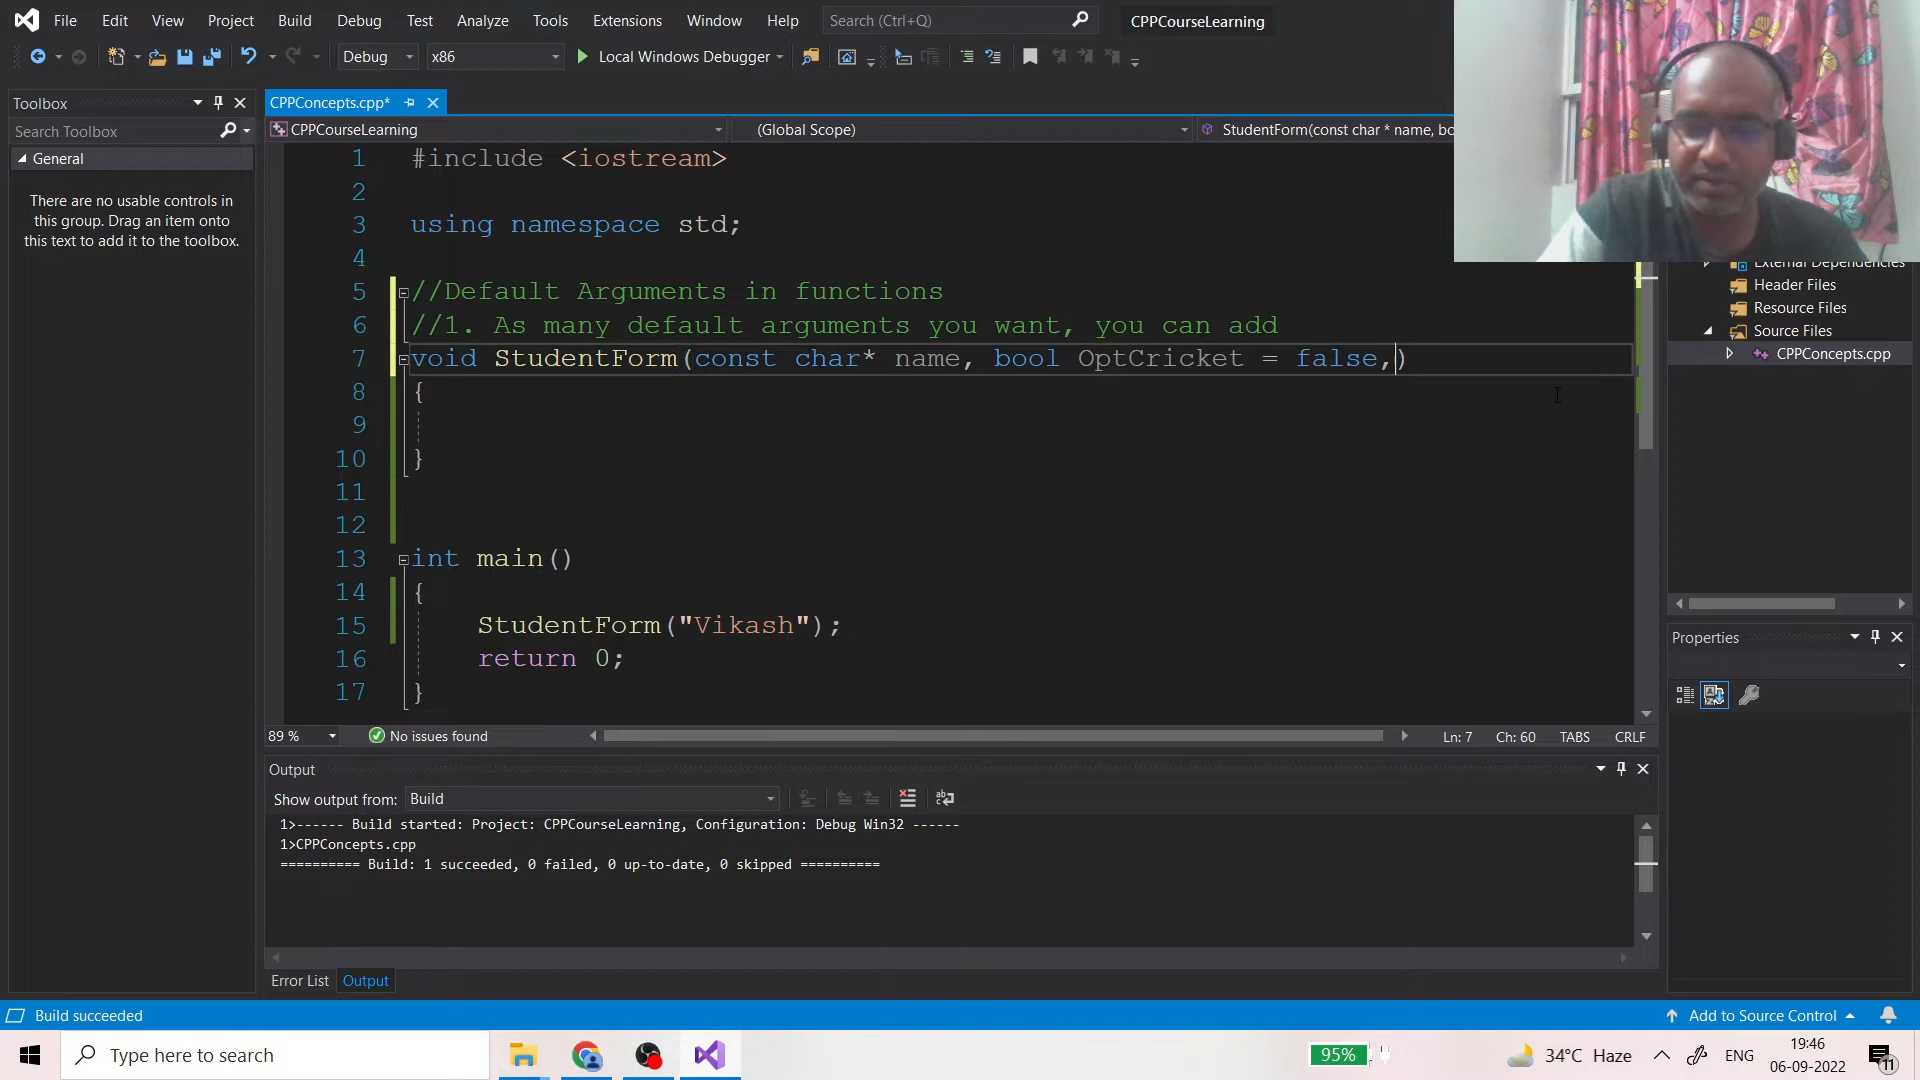 File Edit View Project Build Debug Test Analyze Tools Extensions Window Help Search (Ctrl+Q) CPPCourseLearning
Debug x86 Local Windows Debugger
Toolbox
Search Toolbox
General
There are no usable controls in
this group. Drag an item onto
this text to add it to the toolbox.
CPPConcepts.cpp*
CPPCourseLearning (Global Scope) StudentForm(const char * name, bo
1 #include <iostream>
2
3 using namespace std;
4
5 //Default Arguments in functions
6 //1. As many default arguments you want, you can add
7 void StudentForm(const char* name, bool OptCricket = false,)
8 {
9
10 }
11
12
13 int main()
14 {
15 StudentForm("Vikash");
16 return 0;
17 }
89 % No issues found Ln: 7 Ch: 60 TABS CRLF
External Dependencies
Header Files
Resource Files
Source Files
CPPConcepts.cpp
Properties
Output
Show output from: Build
1>------ Build started: Project: CPPCourseLearning, Configuration: Debug Win32 ------
1>CPPConcepts.cpp
========== Build: 1 succeeded, 0 failed, 0 up-to-date, 0 skipped ==========
Error List Output
Build succeeded Add to Source Control
Type here to search 95% 34°C Haze ENG 19:46
06-09-2022 11